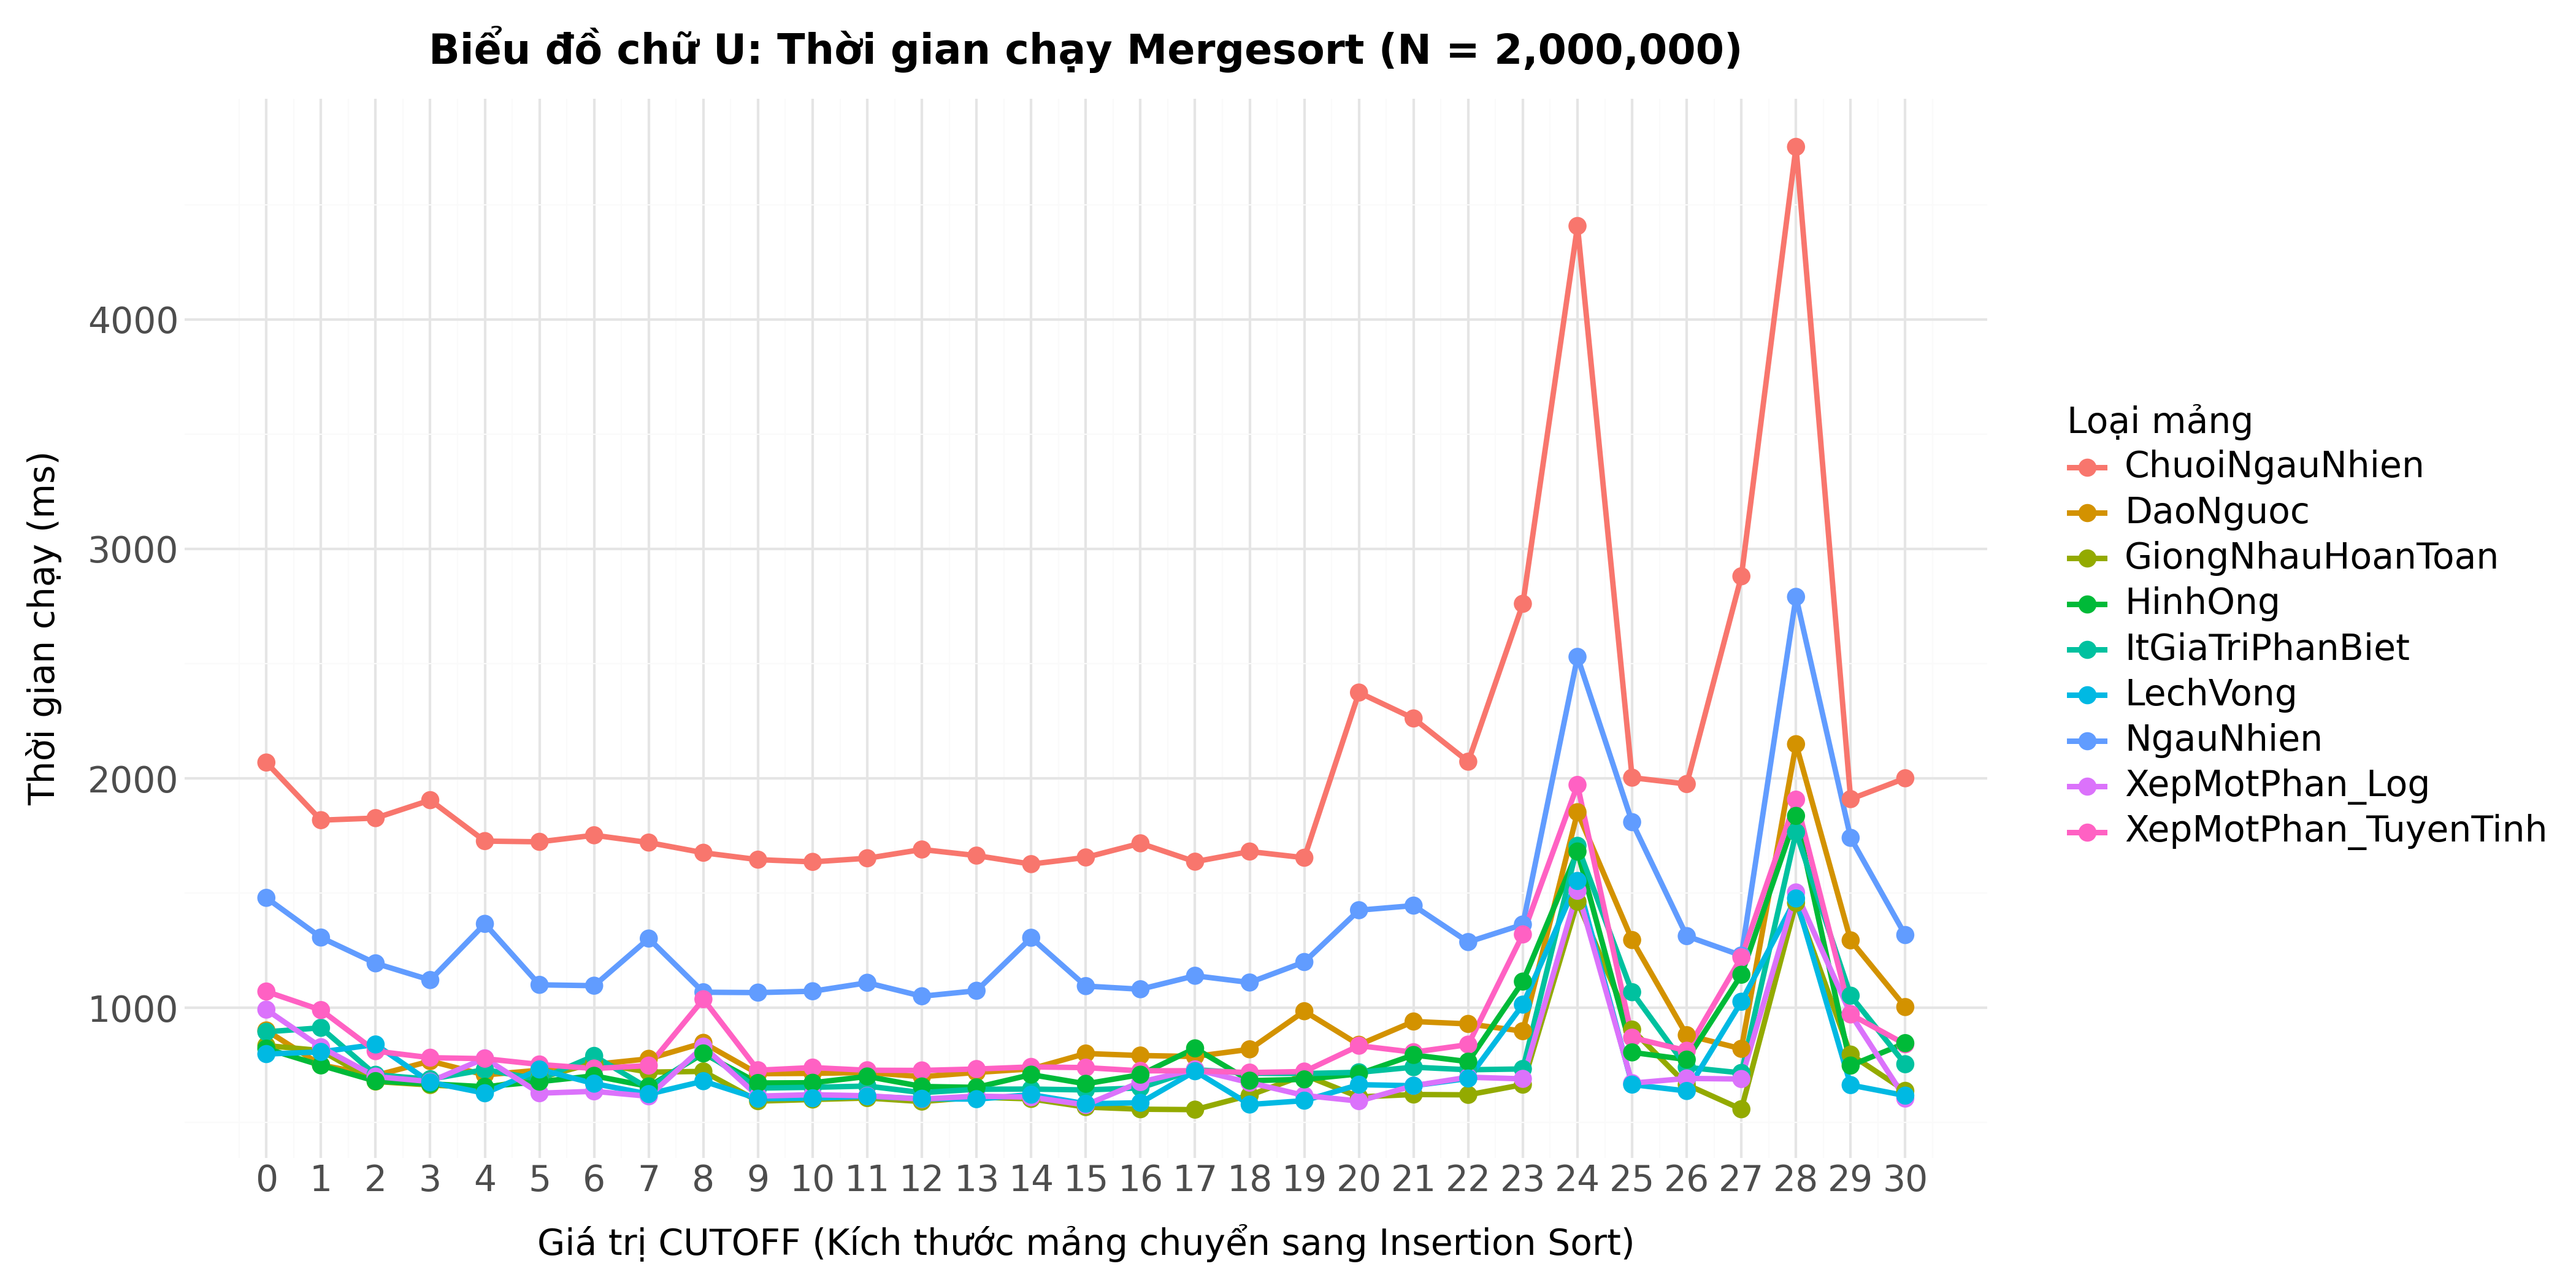 Biểu đồ chữ U: Thời gian chạy Mergesort (N = 2,000,000)
Thời gian chạy (ms)
4000
3000
2000
1000
0 1 2 3 4 5 6 7 8 9 10 11 12 13 14 15 16 17 18 19 20 21 22 23 24 25 26 27 28 29 30
Giá trị CUTOFF (Kích thước mảng chuyển sang Insertion Sort)
Loại mảng
ChuoiNgauNhien
DaoNguoc
GiongNhauHoanToan
HinhOng
ItGiaTriPhanBiet
LechVong
NgauNhien
XepMotPhan_Log
XepMotPhan_TuyenTinh